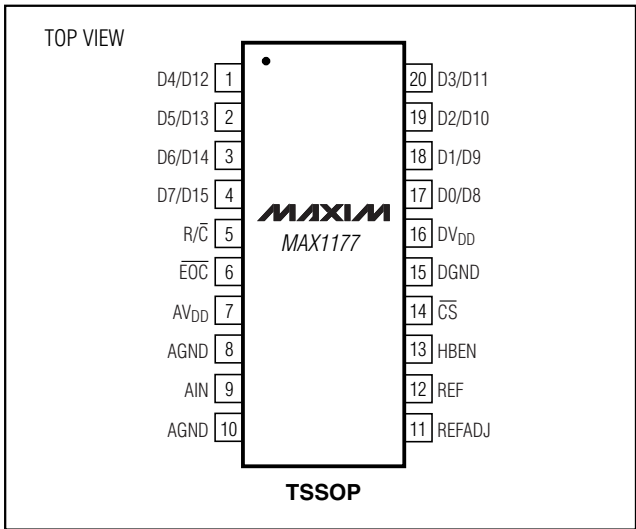 TOP VIEW
D4/D12 1
D5/D13 2
D6/D14 3
D7/D15 4
R/C̅ 5
E̅O̅C̅ 6
AVDD 7
AGND 8
AIN 9
AGND 10
MAXIM
MAX1177
20 D3/D11
19 D2/D10
18 D1/D9
17 D0/D8
16 DVDD
15 DGND
14 C̅S̅
13 HBEN
12 REF
11 REFADJ
TSSOP